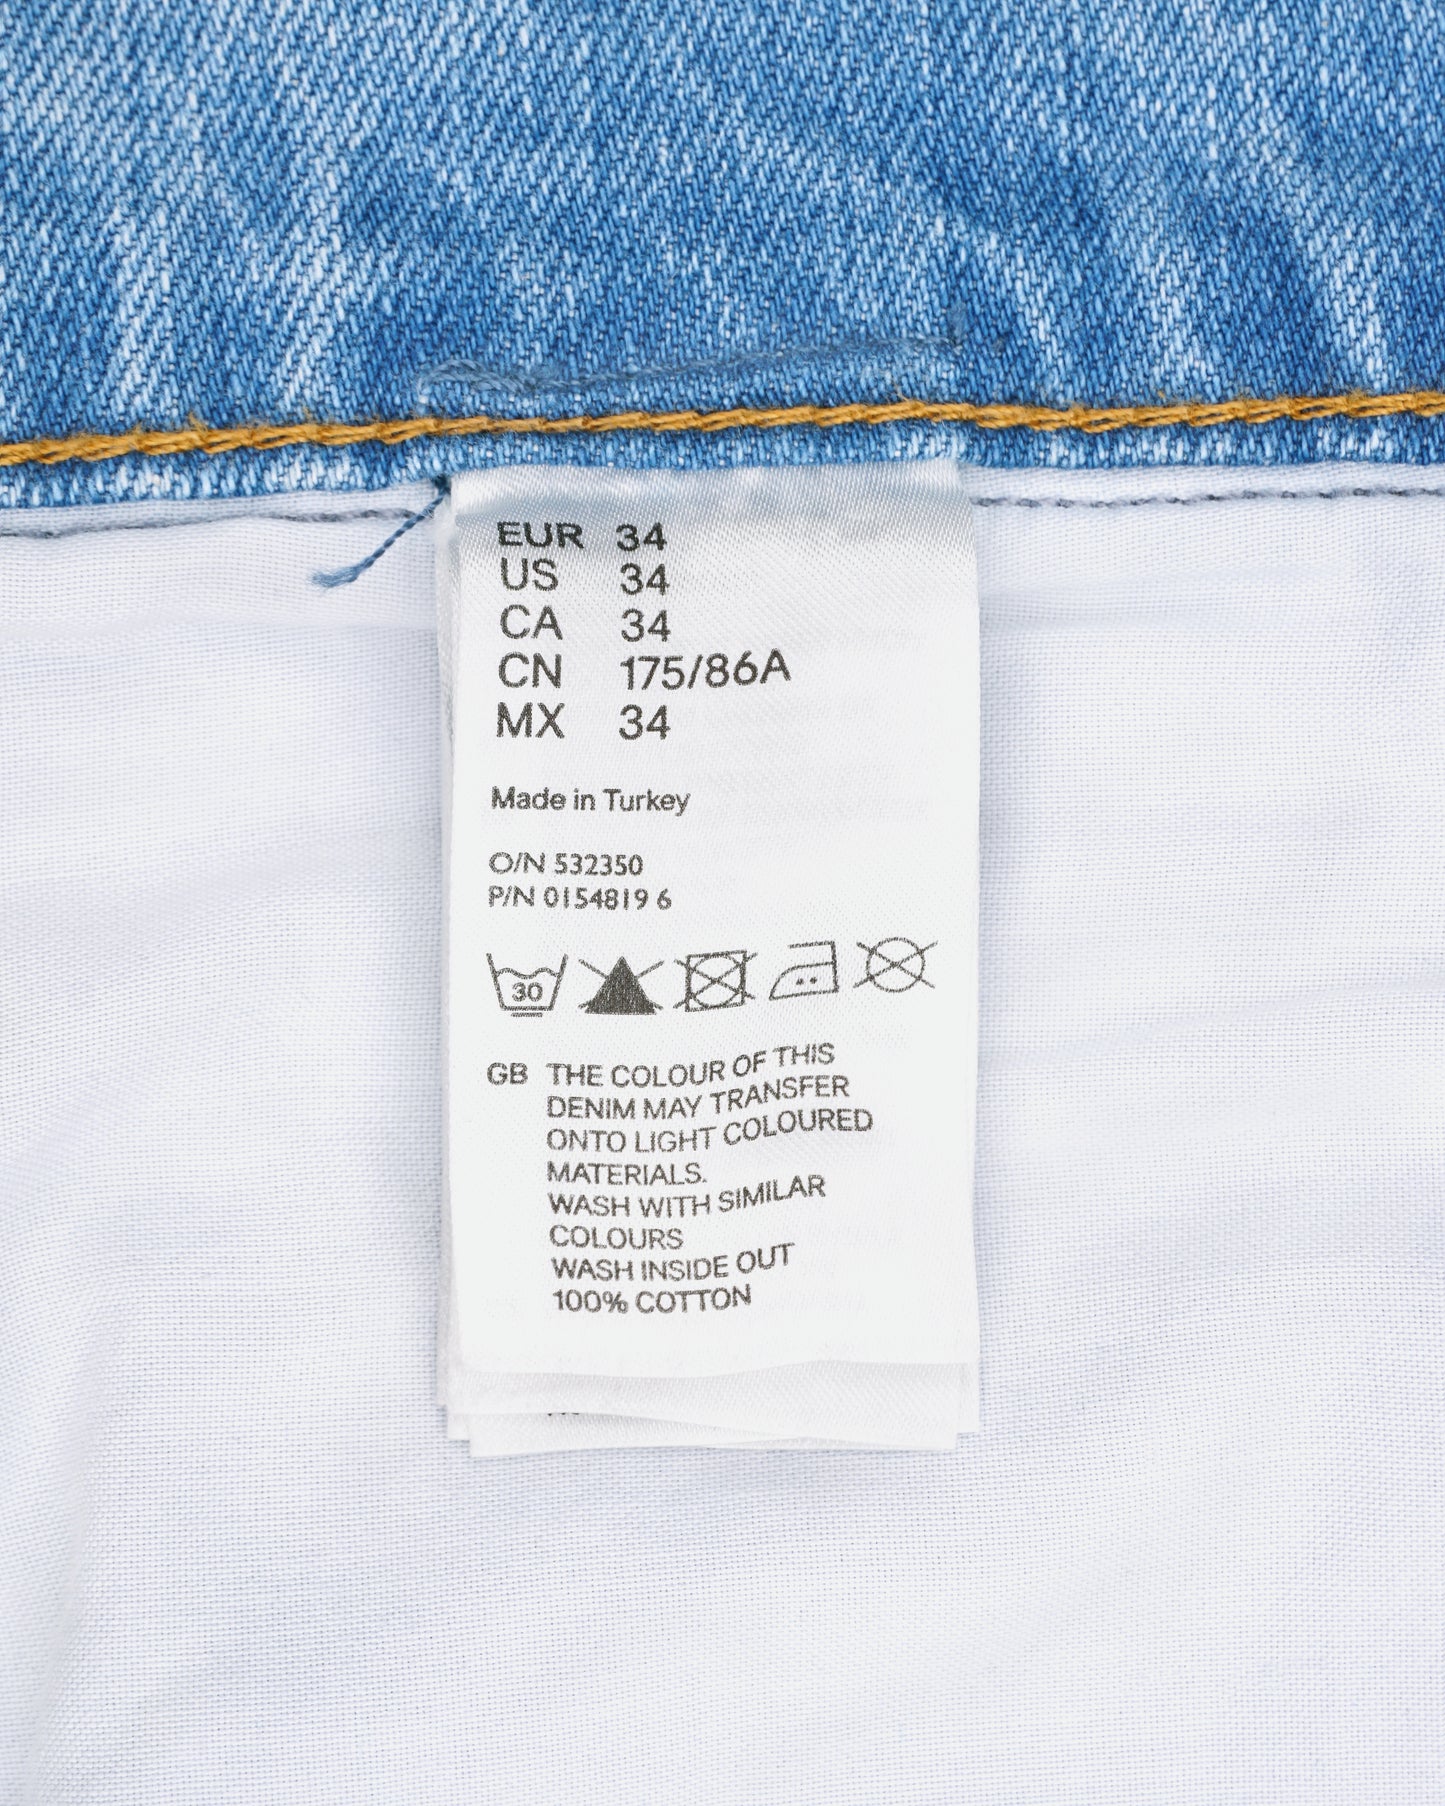 EUR 34
US 34
CA 34
CN 175/86A
MX 34
Made in Turkey
O/N 532350
P/N 0154819 6
30
GB THE COLOUR OF THIS
DENIM MAY TRANSFER
ONTO LIGHT COLOURED
MATERIALS.
WASH WITH SIMILAR
COLOURS
WASH INSIDE OUT
100% COTTON